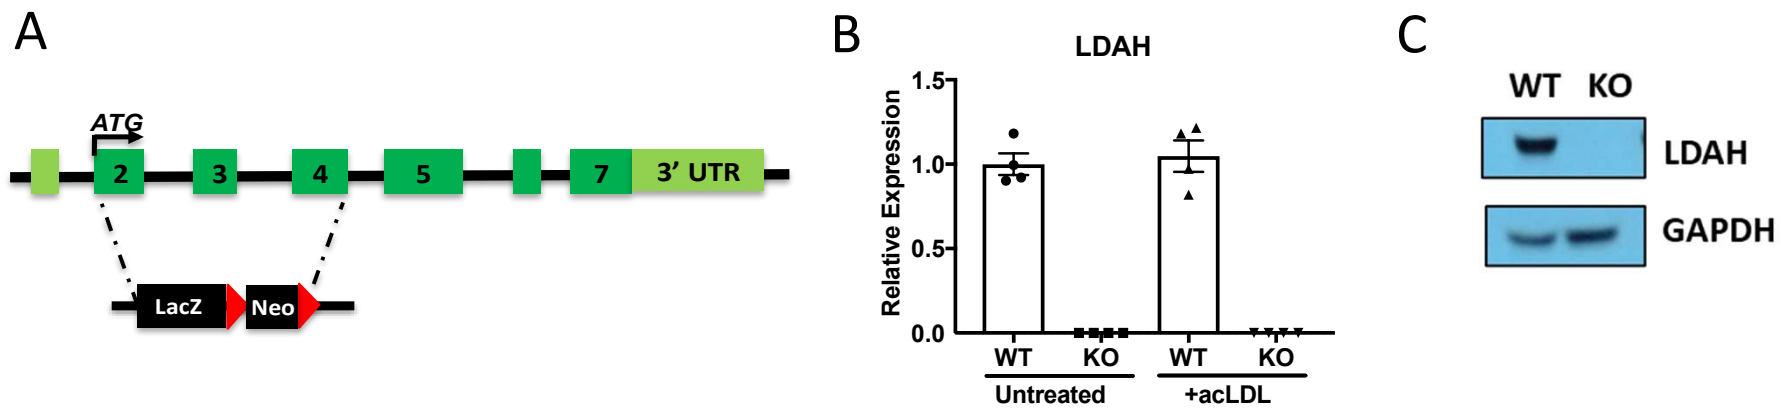 A
ATG
2 3 4 5 7 3' UTR
LacZ Neo
B
LDAH
Relative Expression
1.5
1.0
0.5
0.0
WT KO WT KO
Untreated +acLDL
C
WT KO
LDAH
GAPDH